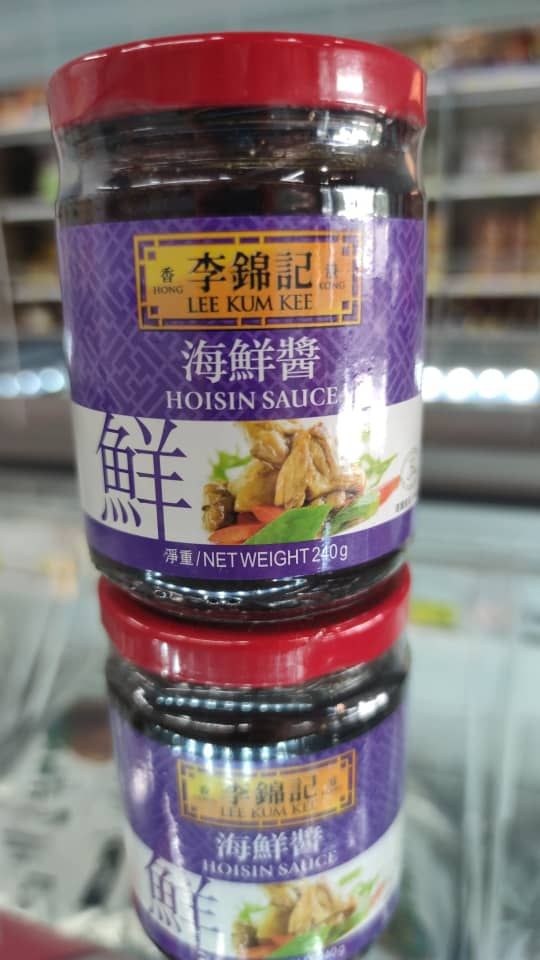 香 李錦記 港
HONG LEE KUM KEE KONG
海鮮醬
HOISIN SAUCE
鮮
淨重/NET WEIGHT 240g
李錦記
LEE KUM KEE
海鮮醬
HOISIN SAUCE
鮮